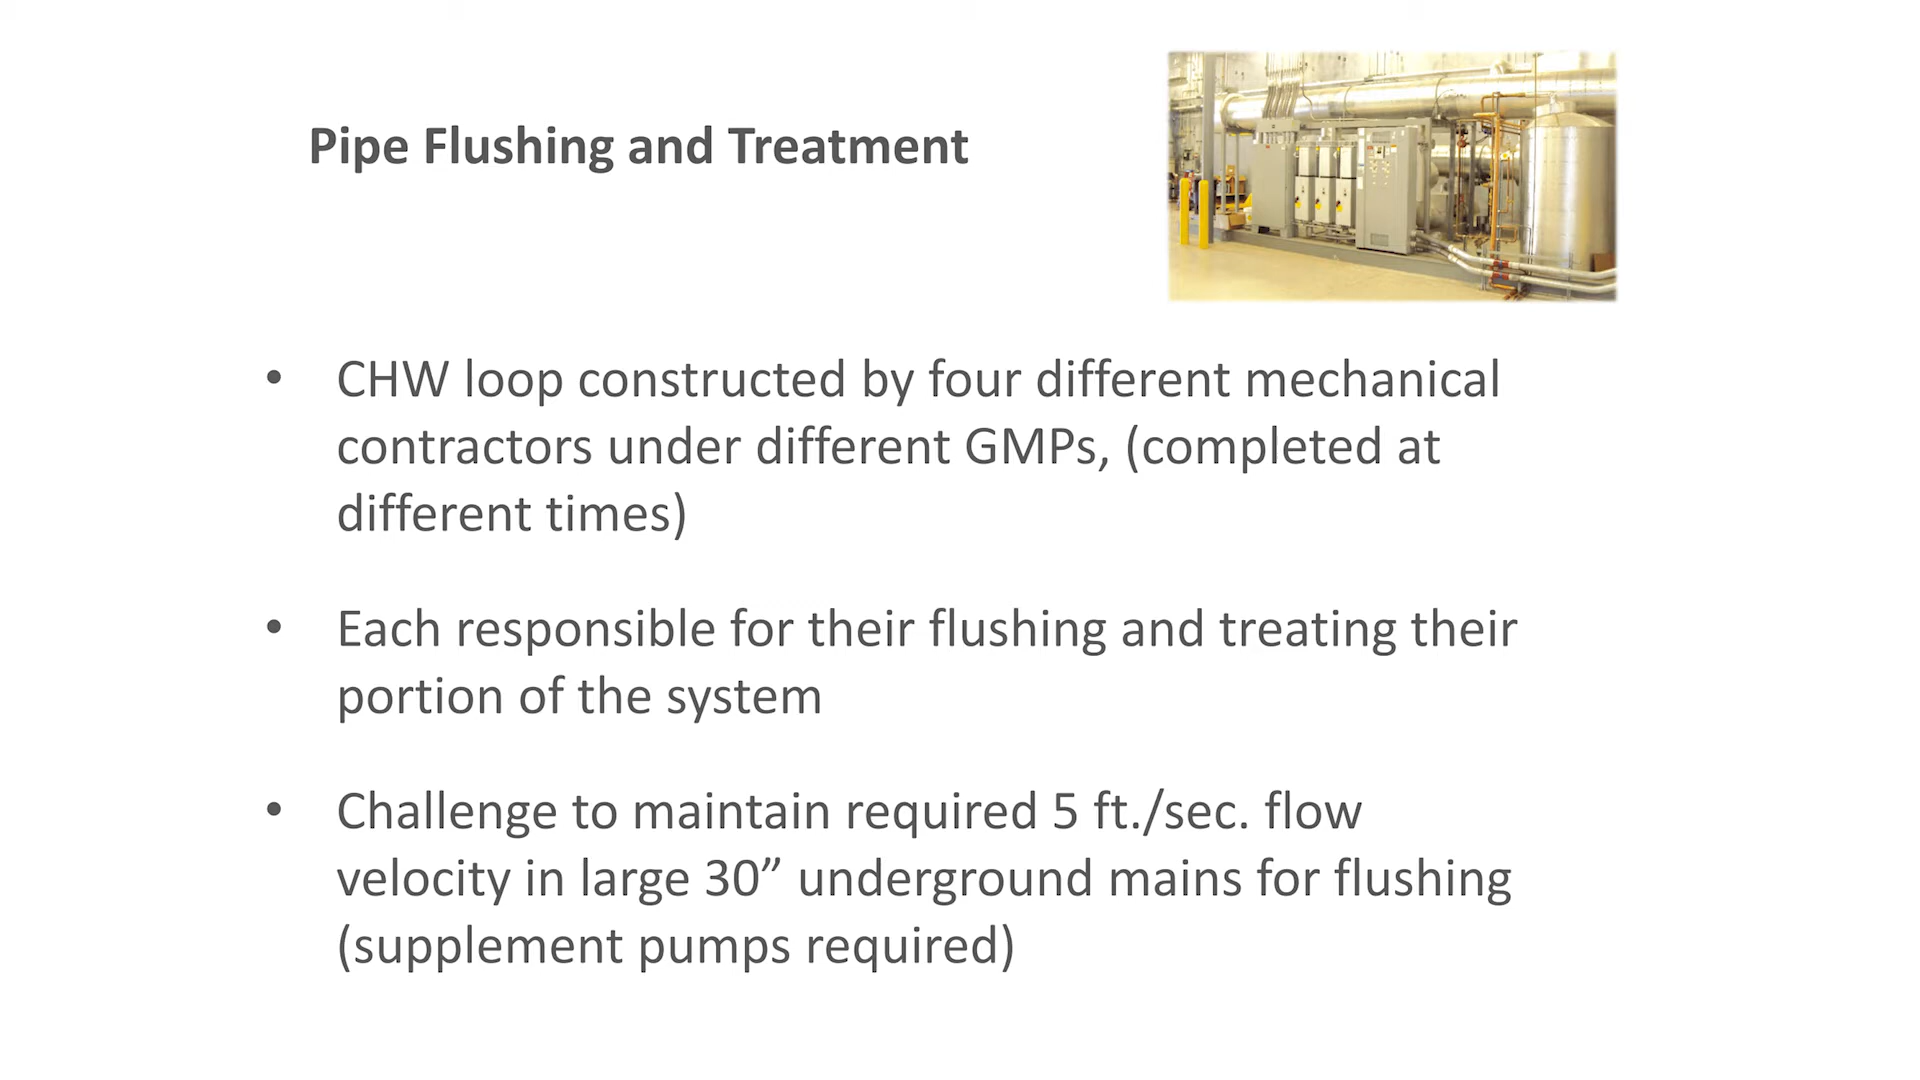 Pipe Flushing and Treatment
• CHW loop constructed by four different mechanical
contractors under different GMPs, (completed at
different times)
• Each responsible for their flushing and treating their
portion of the system
• Challenge to maintain required 5 ft./sec. flow
velocity in large 30” underground mains for flushing
(supplement pumps required)